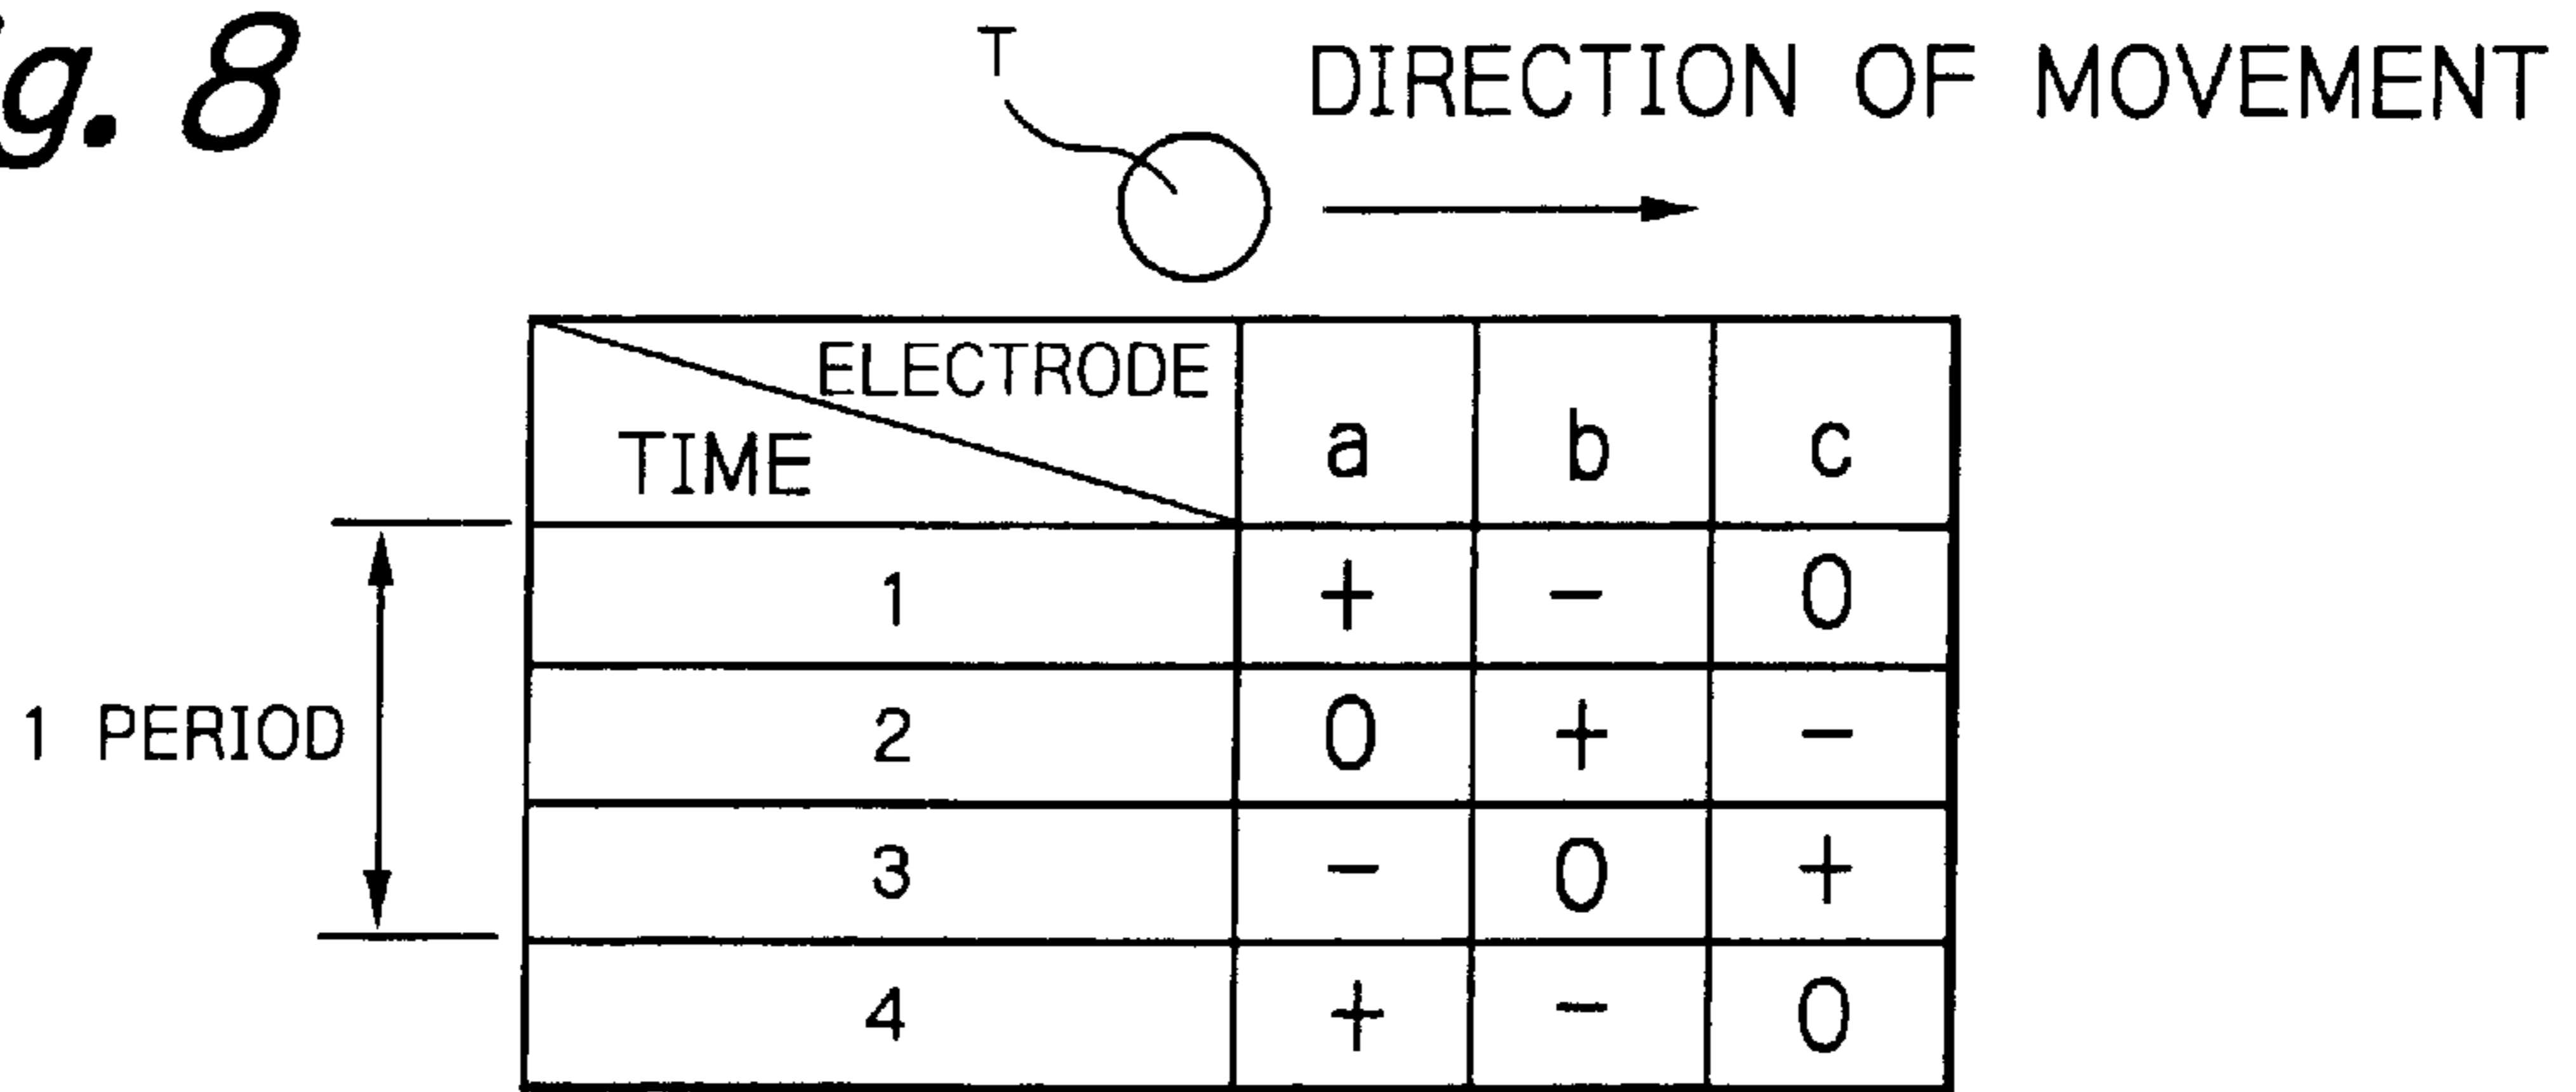 g. 8
T
DIRECTION OF MOVEMENT
ELECTRODE
TIME
a b c
1 + - 0
2 0 + -
3 - 0 +
4 + - 0
1 PERIOD